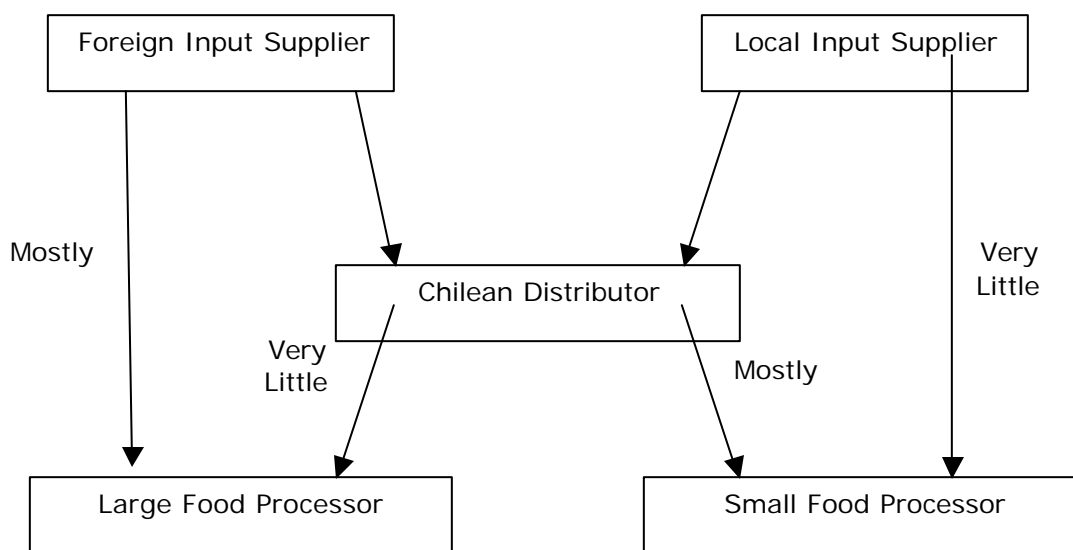 Foreign Input Supplier
Local Input Supplier
Mostly
Very
Little
Chilean Distributor
Very
Little
Mostly
Large Food Processor
Small Food Processor